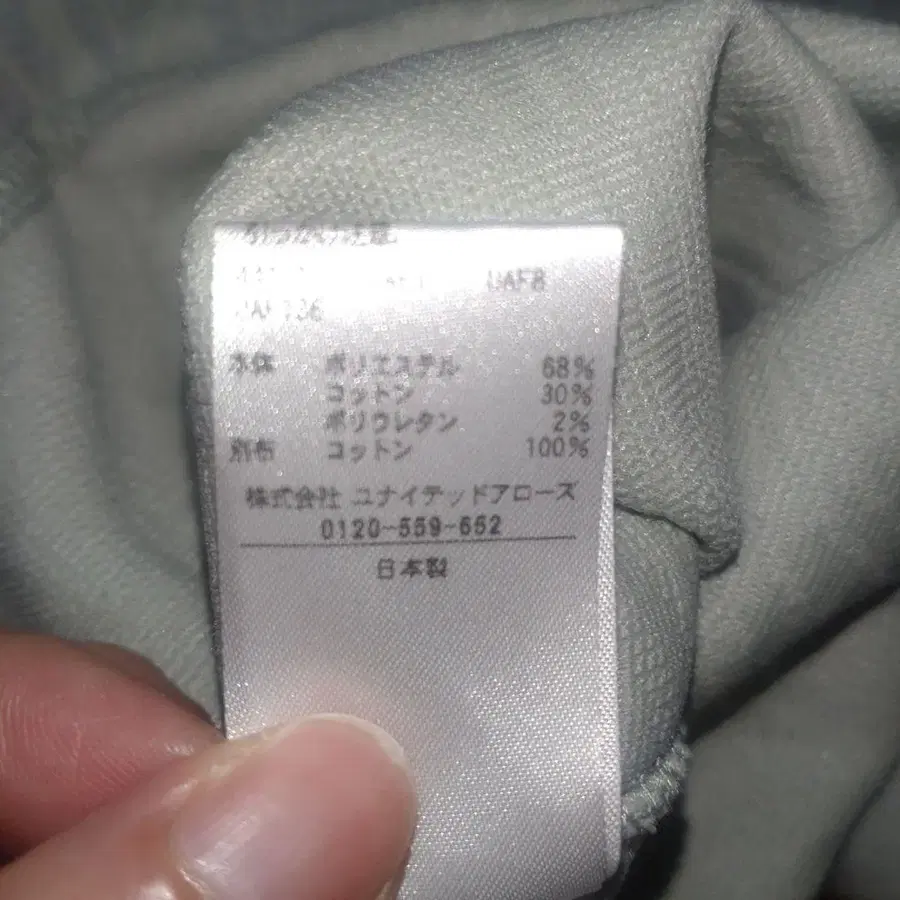 UAF8
本体 ポリエステル 68%
コットン 30%
ポリウレタン 2%
別布 コットン 100%
株式会社 ユナイテッドアローズ
0120-559-652
日本製